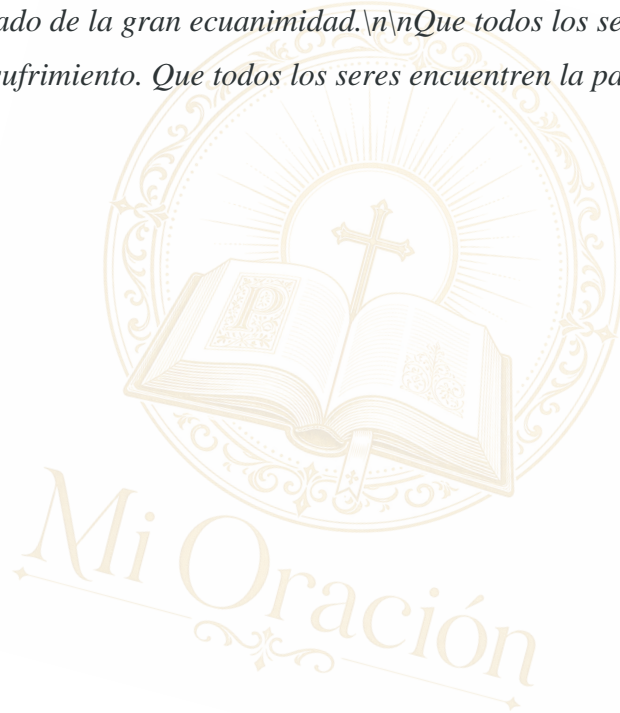 ado de la gran ecuanimidad.\n\nQue todos los se
ufrimiento. Que todos los seres encuentren la pa
P
Mi Oración